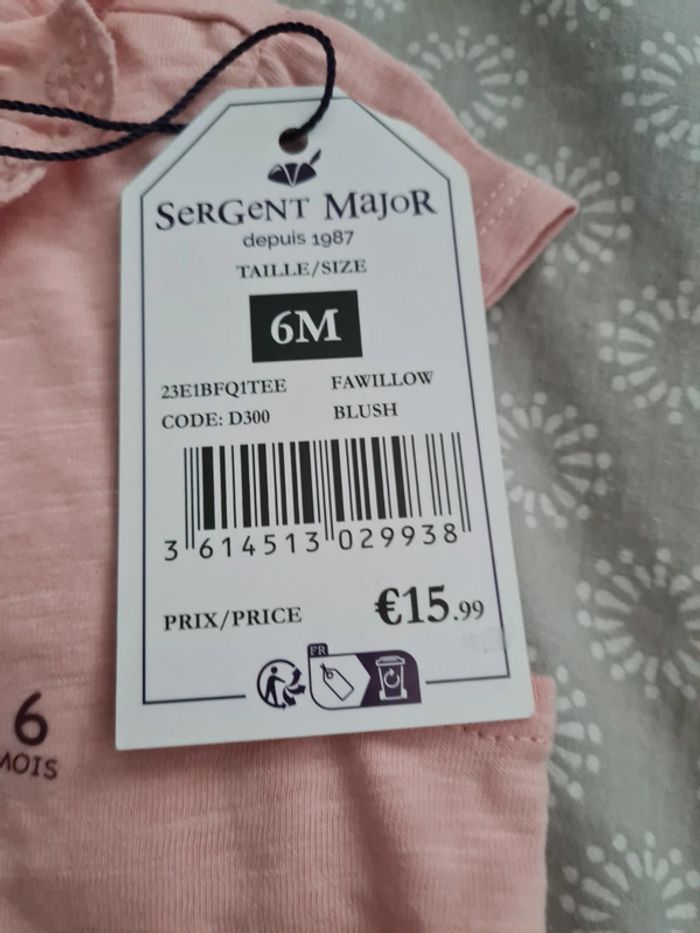 SERGENT MAJOR
depuis 1987
TAILLE/SIZE
6M
23E1BFQ1TEE FAWILLOW
CODE: D300 BLUSH
3 614513 029938
PRIX/PRICE €15.99
FR
6
MOIS